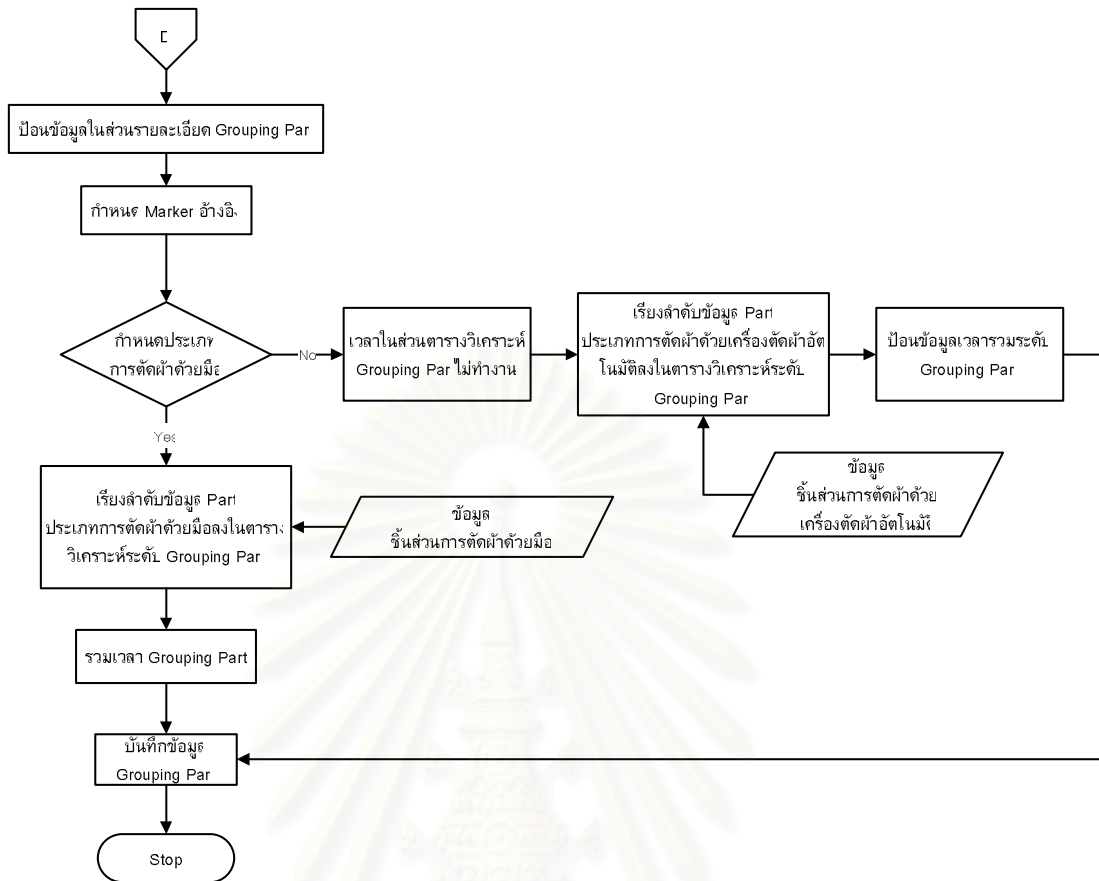 ป้อนข้อมูลในส่วนรายละเอียด Grouping Par
กำหนด Marker อ้างอิง
กำหนดประเภท
การตัดผ้าด้วยมือ
No
เวลาในส่วนตารางวิเคราะห์
Grouping Par ไม่ทำงาน
เรียงลำดับข้อมูล Part
ประเภทการตัดผ้าด้วยเครื่องตัดผ้าอัต
โนมัติลงในตารางวิเคราะห์ระดับ
Grouping Par
ป้อนข้อมูลเวลารวมระดับ
Grouping Par
Yes
เรียงลำดับข้อมูล Part
ประเภทการตัดผ้าด้วยมือลงในตาราง
วิเคราะห์ระดับ Grouping Par
ข้อมูล
ชิ้นส่วนการตัดผ้าด้วยมือ
ข้อมูล
ชิ้นส่วนการตัดผ้าด้วย
เครื่องตัดผ้าอัตโนมัติ
รวมเวลา Grouping Part
บันทึกข้อมูล
Grouping Par
Stop